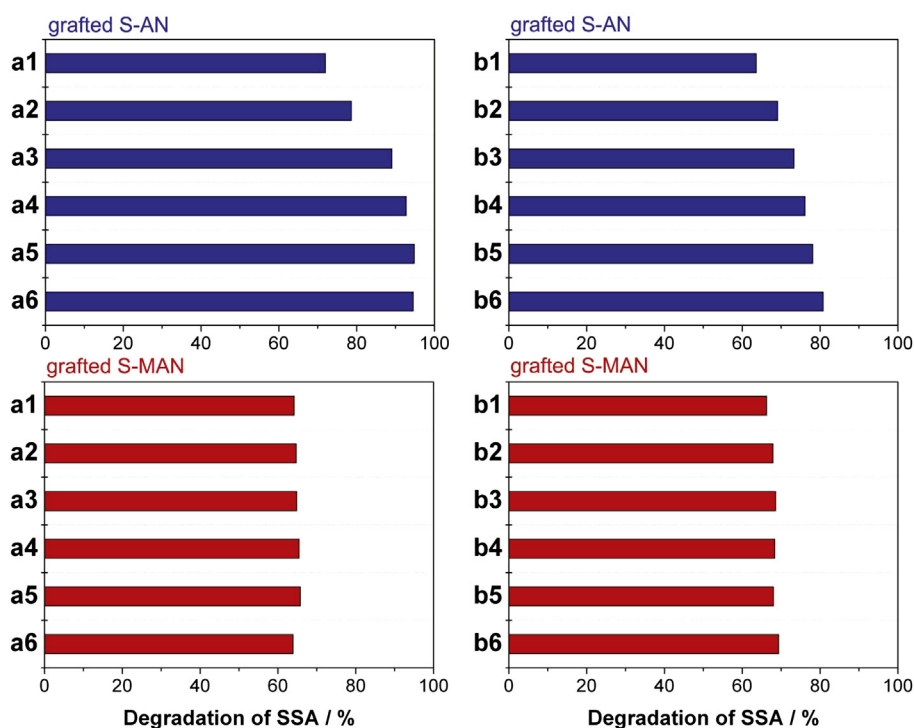 grafted S-AN
a1
a2
a3
a4
a5
a6
0 20 40 60 80 100
grafted S-AN
b1
b2
b3
b4
b5
b6
0 20 40 60 80 100
grafted S-MAN
a1
a2
a3
a4
a5
a6
0 20 40 60 80 100
Degradation of SSA / %
grafted S-MAN
b1
b2
b3
b4
b5
b6
0 20 40 60 80 100
Degradation of SSA / %